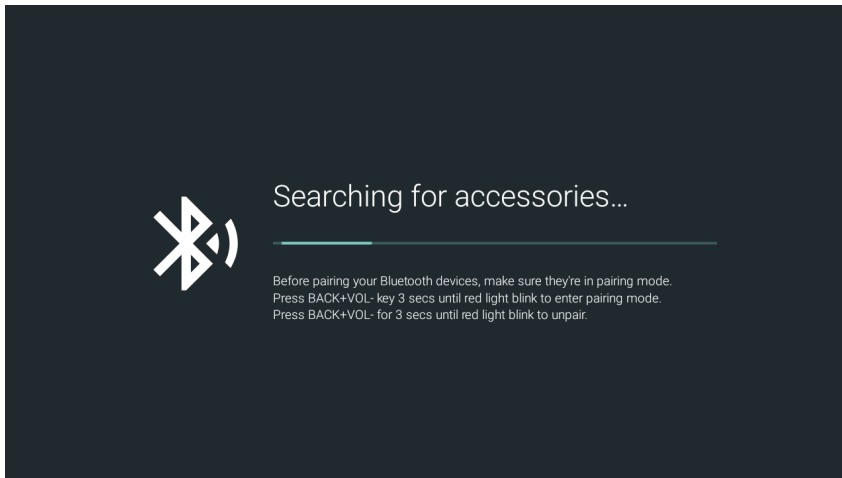 Searching for accessories...
Before pairing your Bluetooth devices, make sure they're in pairing mode.
Press BACK+VOL- key 3 secs until red light blink to enter pairing mode.
Press BACK+VOL- for 3 secs until red light blink to unpair.